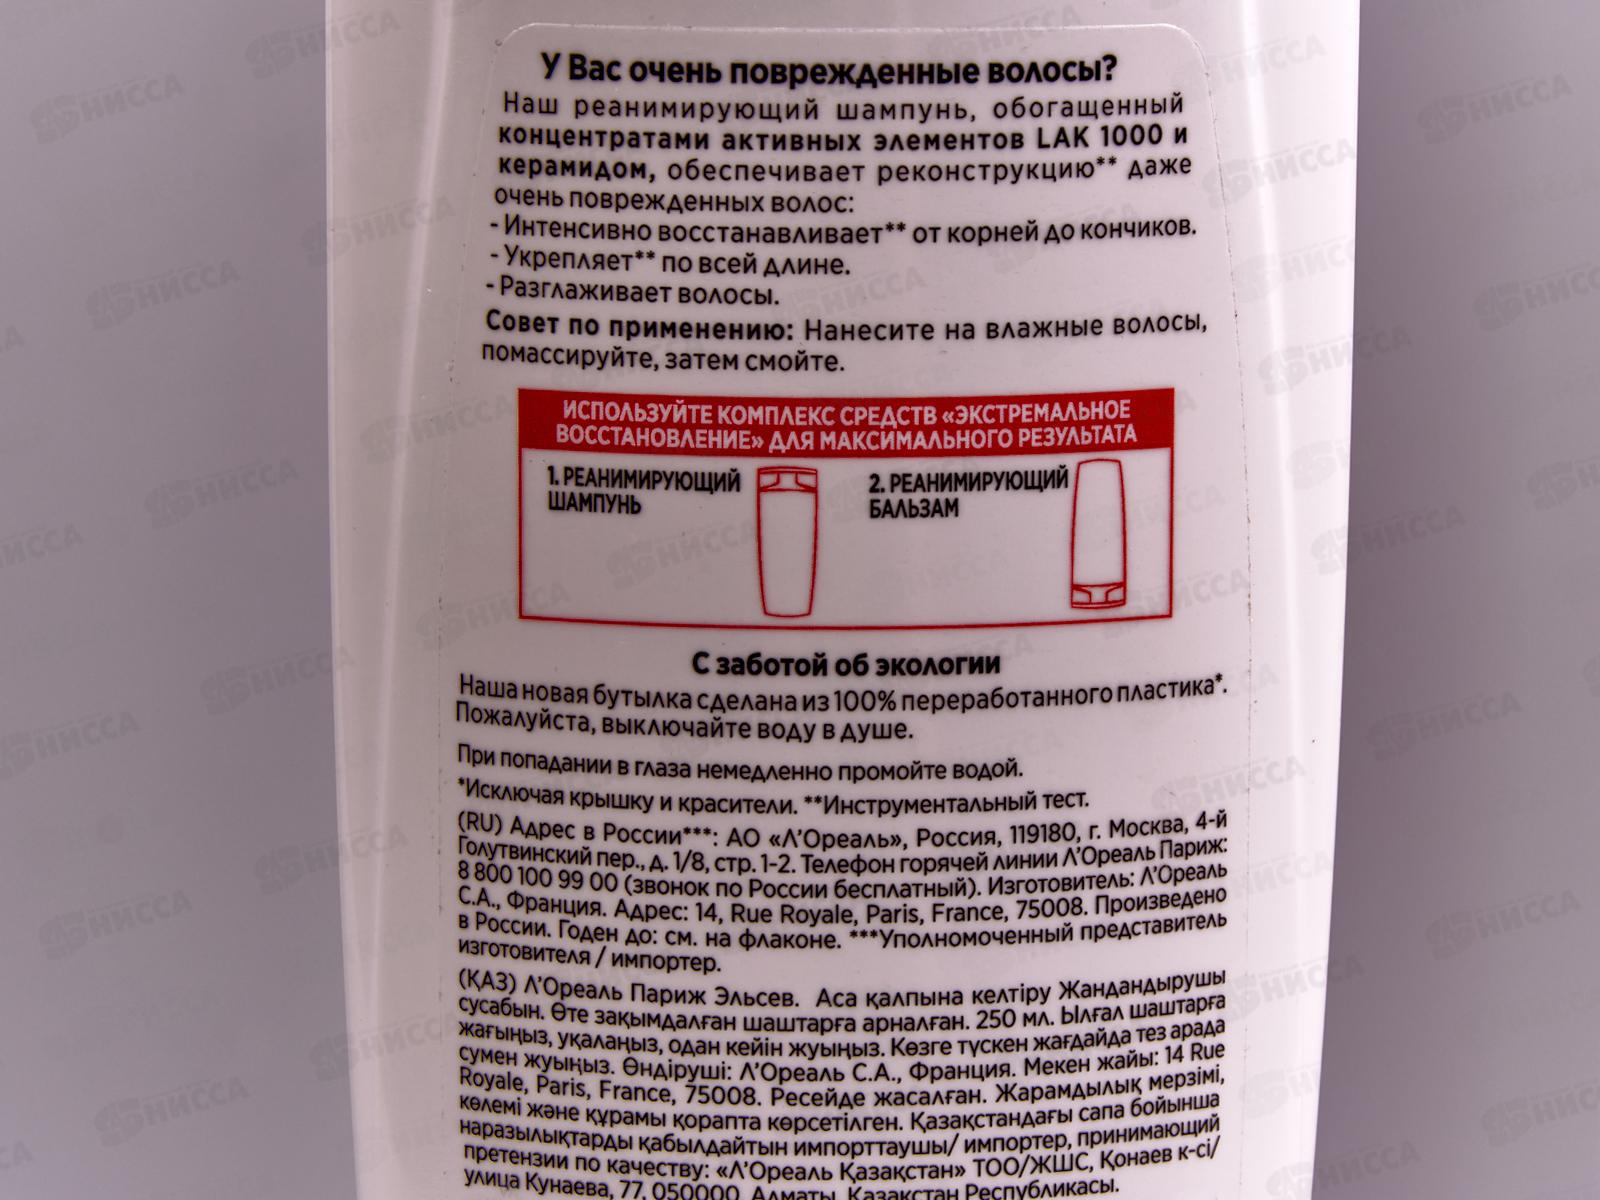 У Вас очень поврежденные волосы?
Наш реанимирующий шампунь, обогащенный
концентратами активных элементов LAK 1000 и
керамидом, обеспечивает реконструкцию** даже
очень поврежденных волос:
- Интенсивно восстанавливает** от корней до кончиков.
- Укрепляет** по всей длине.
- Разглаживает волосы.
Совет по применению: Нанесите на влажные волосы,
помассируйте, затем смойте.
ИСПОЛЬЗУЙТЕ КОМПЛЕКС СРЕДСТВ «ЭКСТРЕМАЛЬНОЕ
ВОССТАНОВЛЕНИЕ» ДЛЯ МАКСИМАЛЬНОГО РЕЗУЛЬТАТА
1. РЕАНИМИРУЮЩИЙ
ШАМПУНЬ
2. РЕАНИМИРУЮЩИЙ
БАЛЬЗАМ
С заботой об экологии
Наша новая бутылка сделана из 100% переработанного пластика*.
Пожалуйста, выключайте воду в душе.
При попадании в глаза немедленно промойте водой.
*Исключая крышку и красители. **Инструментальный тест.
(RU) Адрес в России***: АО «Л'Ореаль», Россия, 119180, г. Москва, 4-й
Голутвинский пер., д. 1/8, стр. 1-2. Телефон горячей линии Л'Ореаль Париж:
8 800 100 99 00 (звонок по России бесплатный). Изготовитель: Л'Ореаль
С.А., Франция. Адрес: 14, Rue Royale, Paris, France, 75008. Произведено
в России. Годен до: см. на флаконе. ***Уполномоченный представитель
изготовителя / импортер.
(ҚАЗ) Л'Ореаль Париж Эльсев. Аса қалпына келтіру Жандандырушы
сусабын. Өте зақымдалған шаштарға арналған. 250 мл. Ылғал шаштарға
жағыңыз, уқалаңыз, одан кейін жуыңыз. Көзге түскен жағдайда тез арада
сумен жуыңыз. Өндіруші: Л'Ореаль С.А., Франция. Мекен жайы: 14 Rue
Royale, Paris, France, 75008. Ресейде жасалған. Жарамдылық мерзімі,
көлемі және құрамы қорапта көрсетілген. Қазақстандағы сапа бойынша
наразылықтарды қабылдайтын импорттаушы/ импортер, принимающий
претензии по качеству: «Л'Ореаль Қазақстан» ТОО/ЖШС, Қонаев к-сі/
улица Кунаева, 77, 050000, Алматы, Қазақстан Республикасы.
НИССА